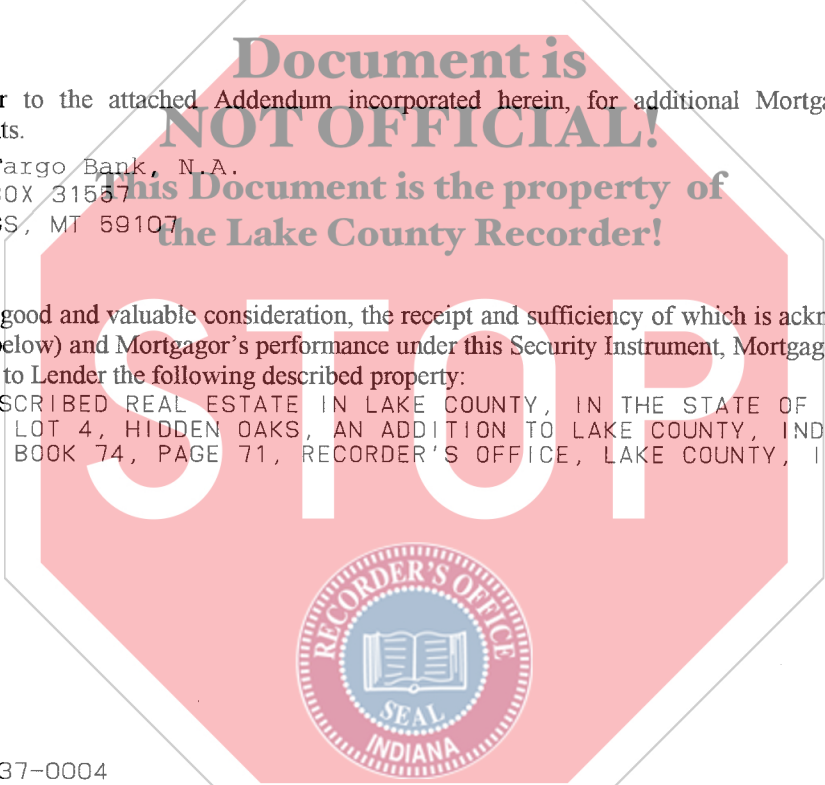 Document is
r to the attached Addendum incorporated herein, for additional Mortga
ts.
NOT OFFICIAL!
argo Bank, N.A.
OX 31557
This Document is the property of
S, MT 59107
the Lake County Recorder!
good and valuable consideration, the receipt and sufficiency of which is ackn
elow) and Mortgagor's performance under this Security Instrument, Mortgag
to Lender the following described property:
SCRIBED REAL ESTATE IN LAKE COUNTY, IN THE STATE OF
LOT 4, HIDDEN OAKS, AN ADDITION TO LAKE COUNTY, IND
BOOK 74, PAGE 71, RECORDER'S OFFICE, LAKE COUNTY, I
STOP
RECORDER'S OFFICE
SEAL
INDIANA
37-0004